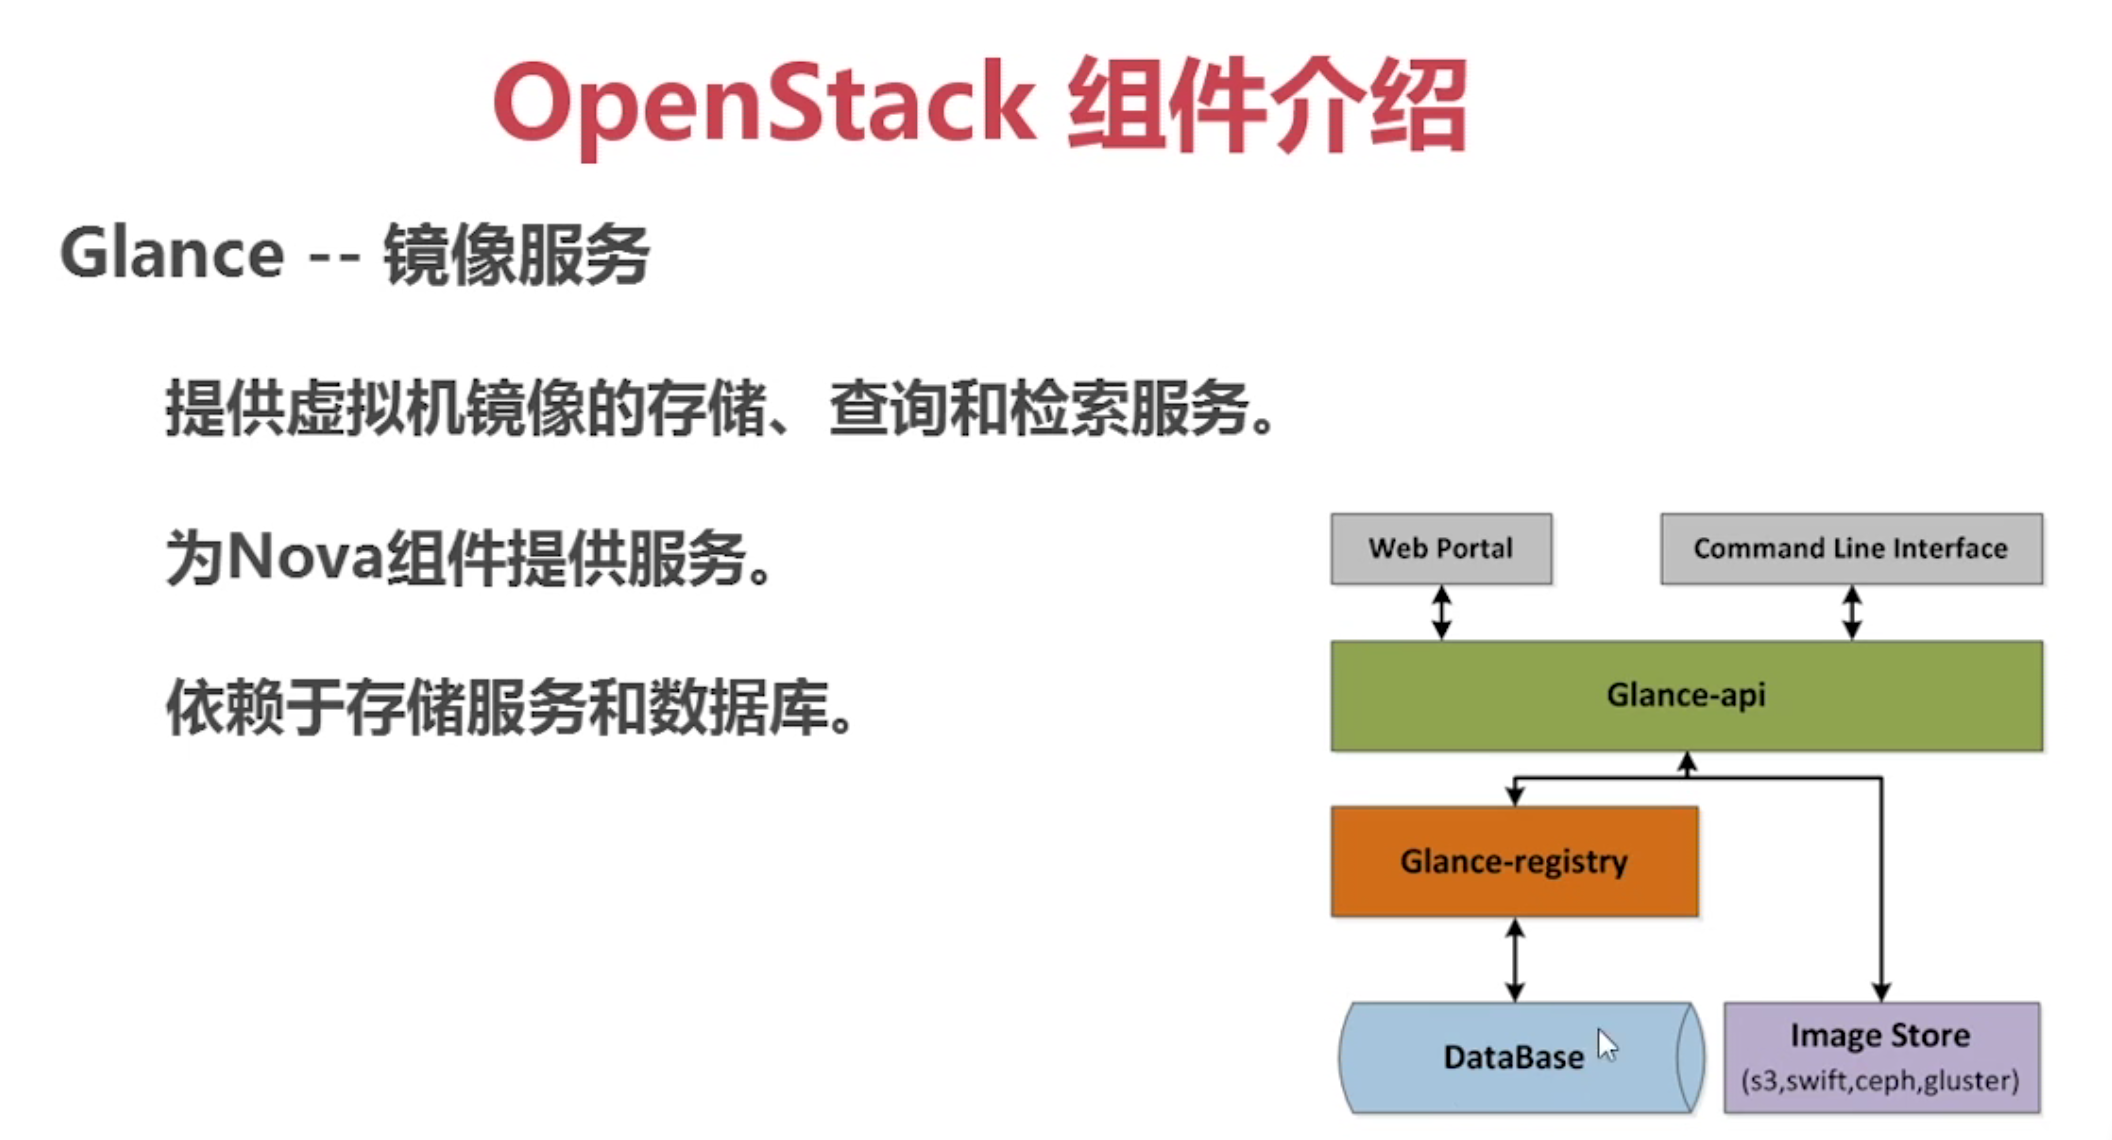 OpenStack 组件介绍
Glance -- 镜像服务
提供虚拟机镜像的存储、查询和检索服务。
为Nova组件提供服务。
依赖于存储服务和数据库。
Web Portal
Command Line Interface
Glance-api
Glance-registry
DataBase
Image Store
(s3,swift,ceph,gluster)